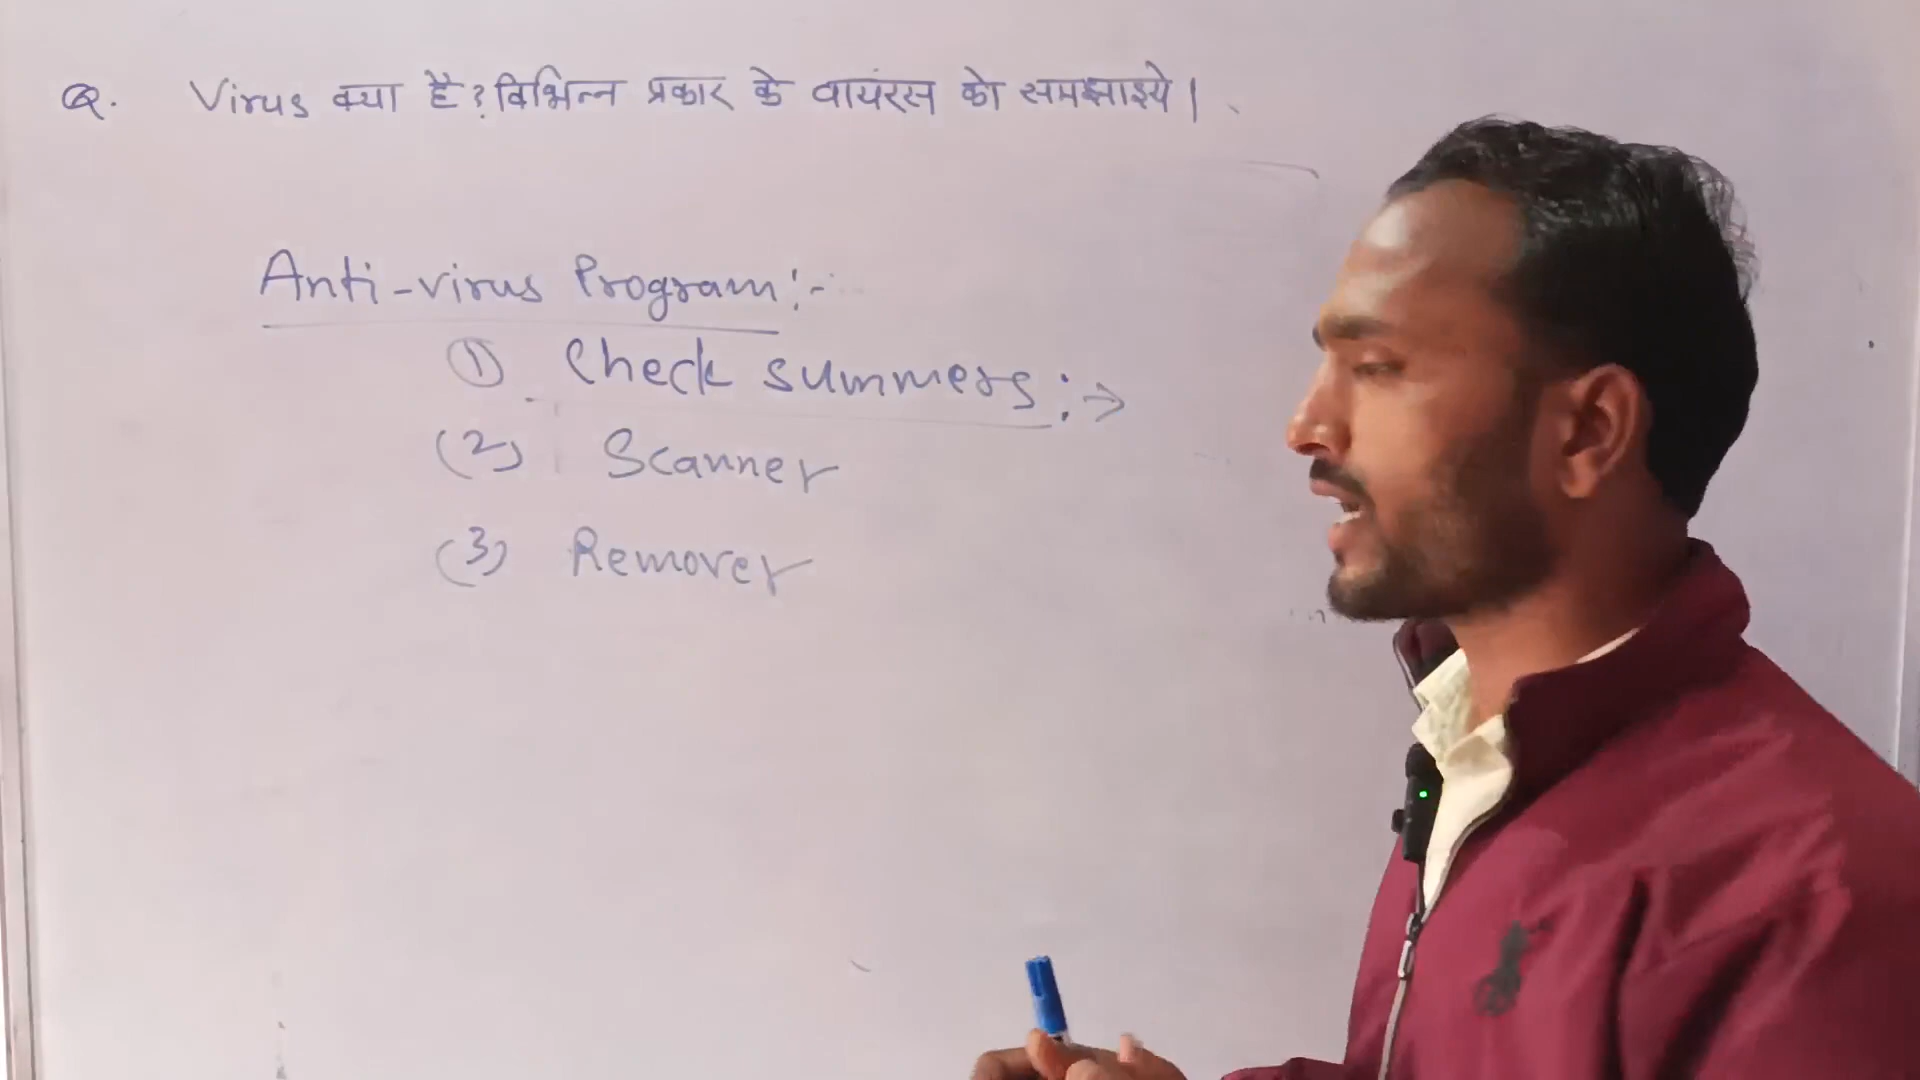 Q. Virus क्या है? विभिन्न प्रकार के वायरस को समझाइये।
Anti-virus Program:-
① Check summers:→
(2) Scanner
(3) Remover